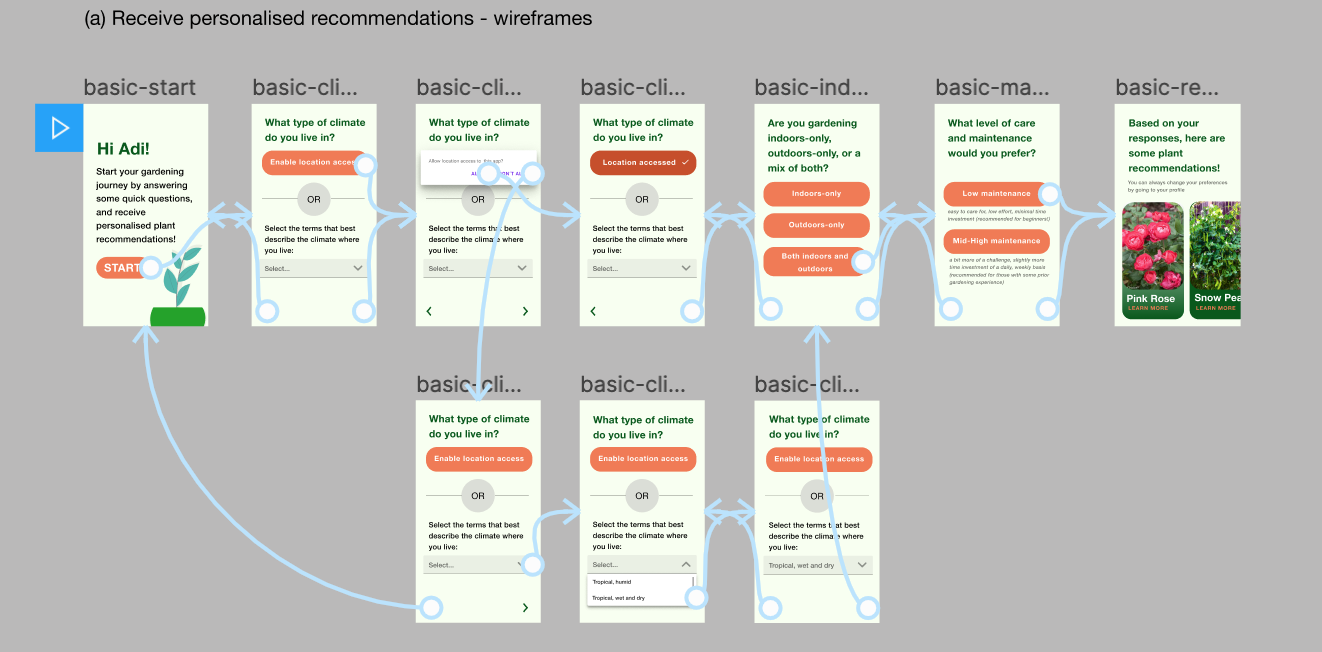 (a) Receive personalised recommendations - wireframes
basic-start
basic-cli...
basic-cli...
basic-cli...
basic-ind...
basic-ma...
basic-re...
Hi Adi!
Start your gardening
journey by answering
some quick questions,
and receive
personalised plant
recommendations!
START
What type of climate
do you live in?
Enable location access
OR
Select the terms that best
describe the climate where
you live:
Select...
What type of climate
do you live in?
Allow location access to this app?
OR
Select the terms that best
describe the climate where
you live:
Select...
What type of climate
do you live in?
Location accessed
OR
Select the terms that best
describe the climate where
you live:
Select...
Are you gardening
indoors-only,
outdoors-only, or a
mix of both?
Indoors-only
Outdoors-only
Both indoors and
outdoors
What level of care
and maintenance
would you prefer?
Low maintenance
easy to care for, low effort, minimal time
investment (recommended for beginners!)
Mid-High maintenance
a bit more of a challenge, slightly more
time investment of a daily, weekly basis
(recommended for those with some prior
gardening experience)
Based on your
responses, here are
some plant
recommendations!
You can always change your preferences
by going to your profile
Pink Rose
LEARN MORE
Snow Pea
LEARN MORE
basic-cli...
basic-cli...
basic-cli...
What type of climate
do you live in?
Enable location access
OR
Select the terms that best
describe the climate where
you live:
Select...
What type of climate
do you live in?
Enable location access
OR
Select the terms that best
describe the climate where
you live:
Select...
Tropical, humid
Tropical, wet and dry
What type of climate
do you live in?
Enable location access
OR
Select the terms that best
describe the climate where
you live:
Tropical, wet and dry